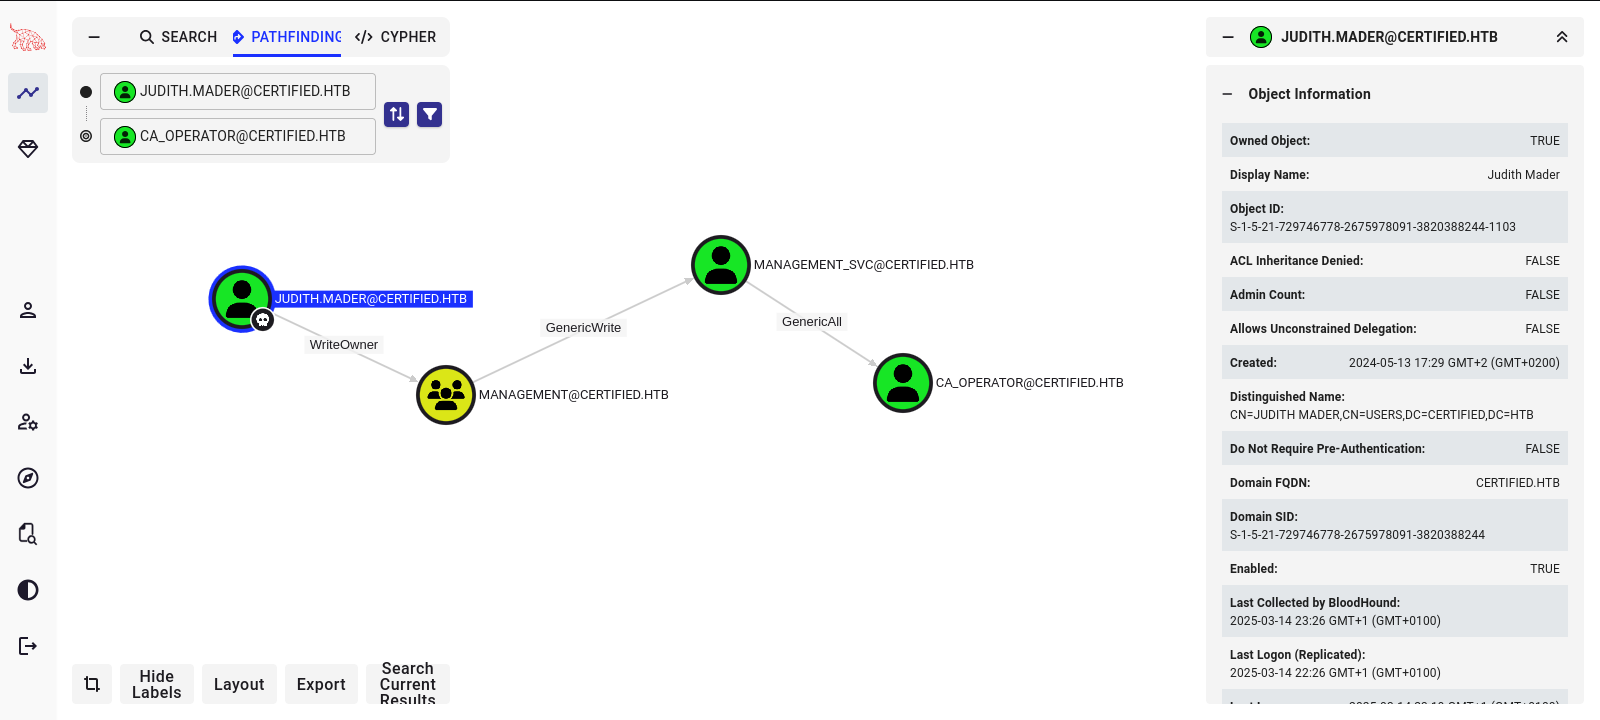 SEARCH
PATHFINDING
CYPHER
JUDITH.MADER@CERTIFIED.HTB
CA_OPERATOR@CERTIFIED.HTB
JUDITH.MADER@CERTIFIED.HTB
WriteOwner
MANAGEMENT@CERTIFIED.HTB
GenericWrite
MANAGEMENT_SVC@CERTIFIED.HTB
GenericAll
CA_OPERATOR@CERTIFIED.HTB
Hide
Labels
Layout
Export
Search
Current
Results
JUDITH.MADER@CERTIFIED.HTB
Object Information
Owned Object: TRUE
Display Name: Judith Mader
Object ID:
S-1-5-21-729746778-2675978091-3820388244-1103
ACL Inheritance Denied: FALSE
Admin Count: FALSE
Allows Unconstrained Delegation: FALSE
Created: 2024-05-13 17:29 GMT+2 (GMT+0200)
Distinguished Name:
CN=JUDITH MADER,CN=USERS,DC=CERTIFIED,DC=HTB
Do Not Require Pre-Authentication: FALSE
Domain FQDN: CERTIFIED.HTB
Domain SID:
S-1-5-21-729746778-2675978091-3820388244
Enabled: TRUE
Last Collected by BloodHound:
2025-03-14 23:26 GMT+1 (GMT+0100)
Last Logon (Replicated):
2025-03-14 22:26 GMT+1 (GMT+0100)